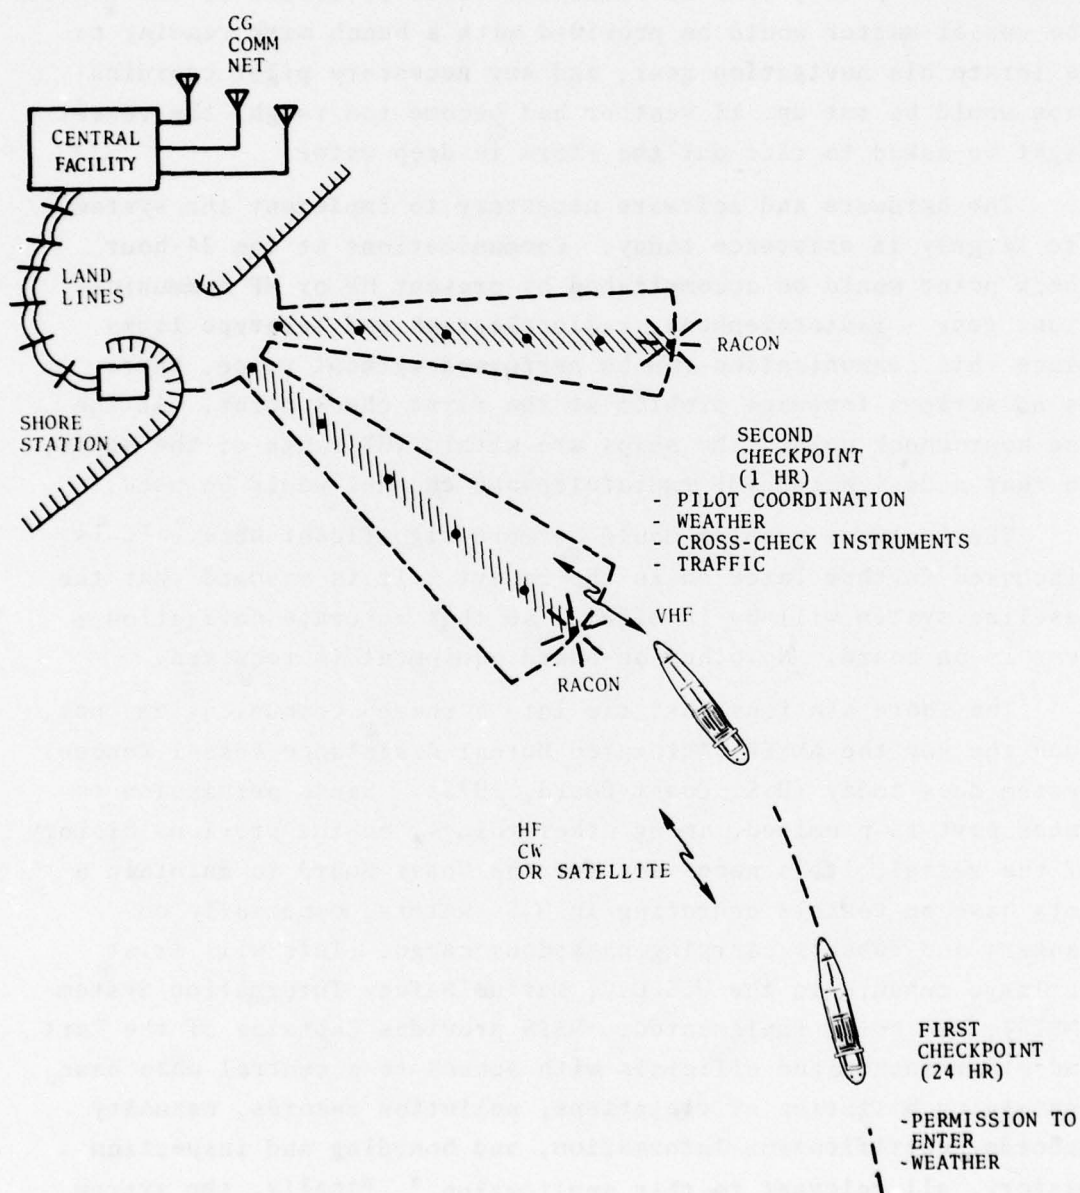 CG
COMM
NET
CENTRAL
FACILITY
LAND
LINES
SHORE
STATION
RACON
SECOND
CHECKPOINT
(1 HR)
- PILOT COORDINATION
- WEATHER
- CROSS-CHECK INSTRUMENTS
- TRAFFIC
VHF
RACON
HF
CW
OR SATELLITE
FIRST
CHECKPOINT
(24 HR)
-PERMISSION TO
ENTER
-WEATHER